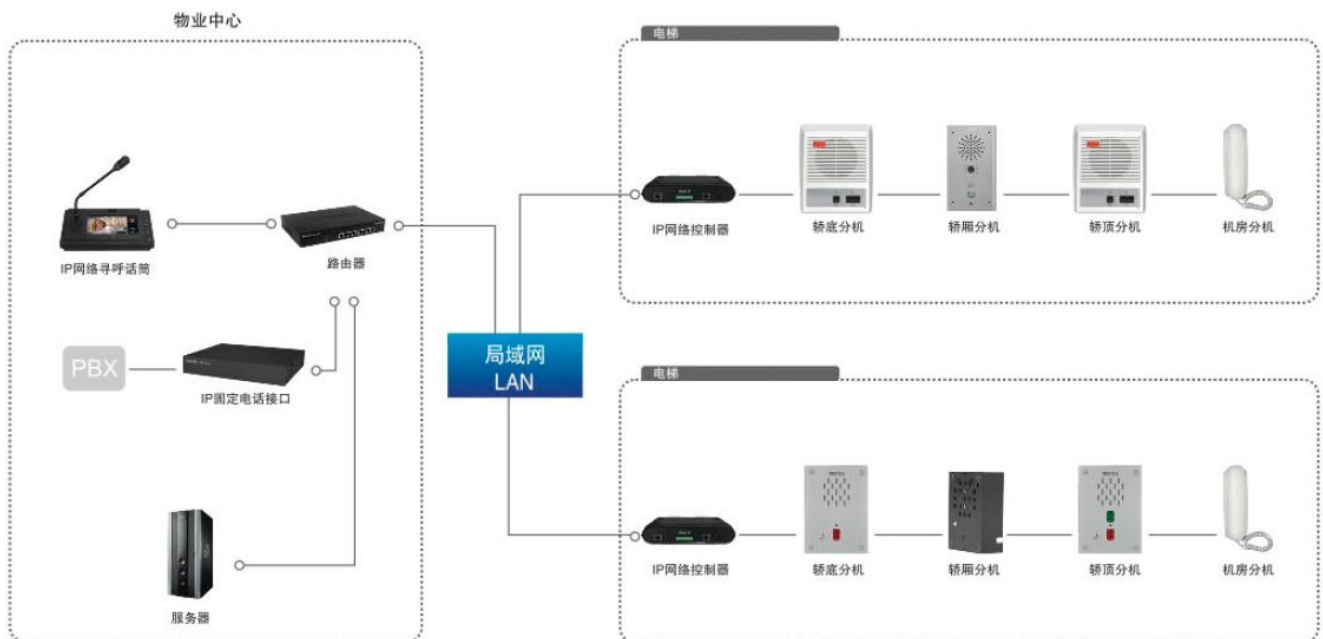 物业中心
IP网络寻呼话筒
路由器
PBX
IP固定电话接口
服务器
局域网
LAN
电梯
IP网络控制器
轿底分机
轿厢分机
轿顶分机
机房分机
电梯
IP网络控制器
轿底分机
轿厢分机
轿顶分机
机房分机